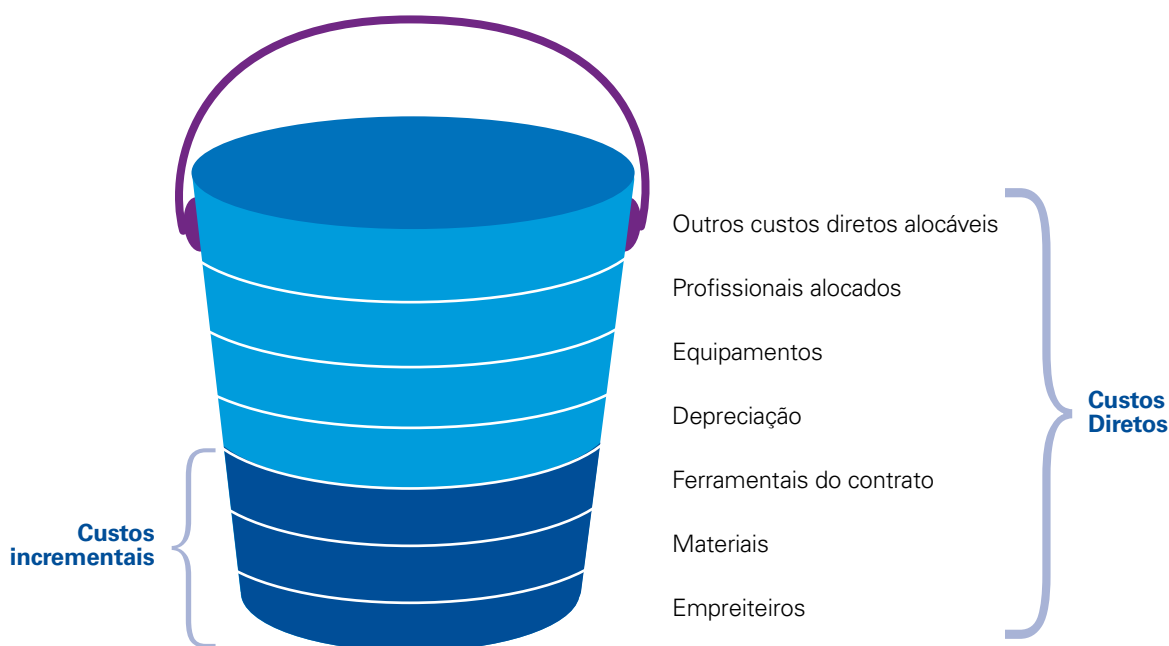 Outros custos diretos alocáveis
Profissionais alocados
Equipamentos
Depreciação
Ferramentais do contrato
Materiais
Empreiteiros
Custos
Diretos
Custos
incrementais